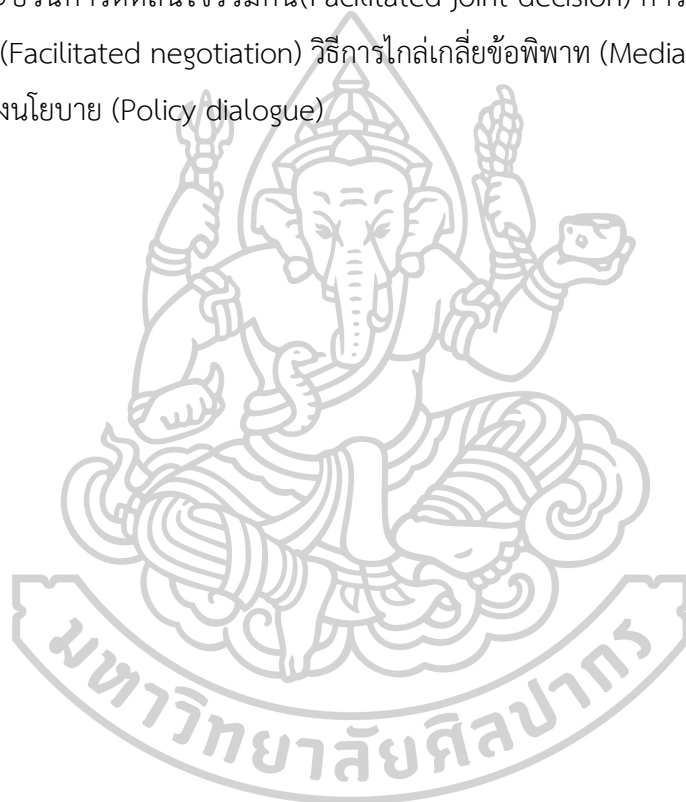 บวนการตัดสินใจร่วมกัน(Facilitated joint decision) การ
(Facilitated negotiation) วิธีการไกล่เกลี่ยข้อพิพาท (Media
งนโยบาย (Policy dialogue)
มหาวิทยาลัยศิลปากร